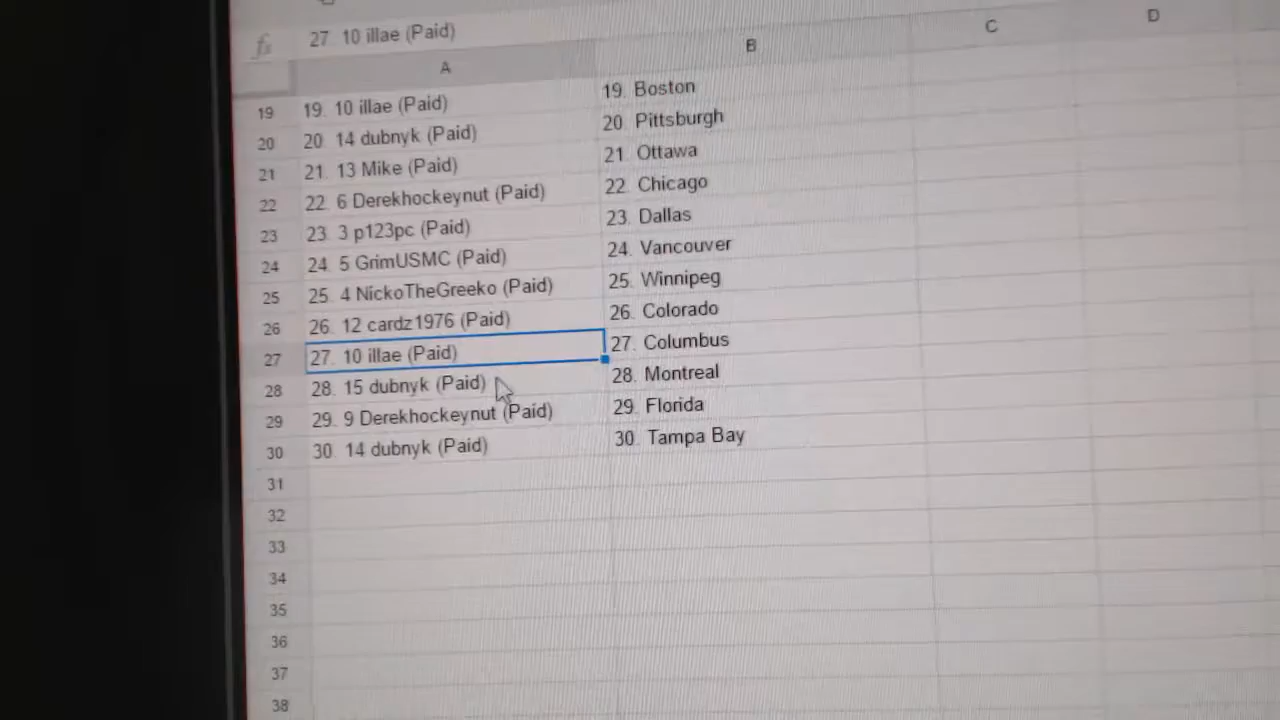 fx 27 10 illae (Paid)
A B C D
19 19. 10 illae (Paid) 19. Boston
20 20 14 dubnyk (Paid) 20 Pittsburgh
21 21. 13 Mike (Paid) 21 Ottawa
22 22. 6 Derekhockeynut (Paid) 22 Chicago
23 23. 3 p123pc (Paid) 23. Dallas
24 24 5 GrimUSMC (Paid) 24. Vancouver
25 25. 4 NickoTheGreeko (Paid) 25. Winnipeg
26 26. 12 cardz1976 (Paid) 26. Colorado
27 27. 10 illae (Paid) 27. Columbus
28 28. 15 dubnyk (Paid) 28. Montreal
29 29. 9 Derekhockeynut (Paid) 29. Florida
30 30. 14 dubnyk (Paid) 30. Tampa Bay
31
32
33
34
35
36
37
38